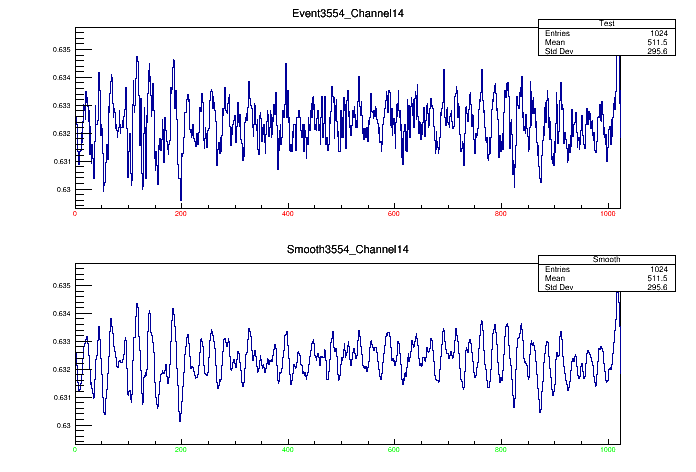 Event3554_Channel14
Test
Entries 1024
Mean 511.5
Std Dev 295.6
0.635
0.634
0.633
0.632
0.631
0.63
0 200 400 600 800 1000
Smooth3554_Channel14
Smooth
Entries 1024
Mean 511.5
Std Dev 295.6
0.635
0.634
0.633
0.632
0.631
0.63
0 200 400 600 800 1000